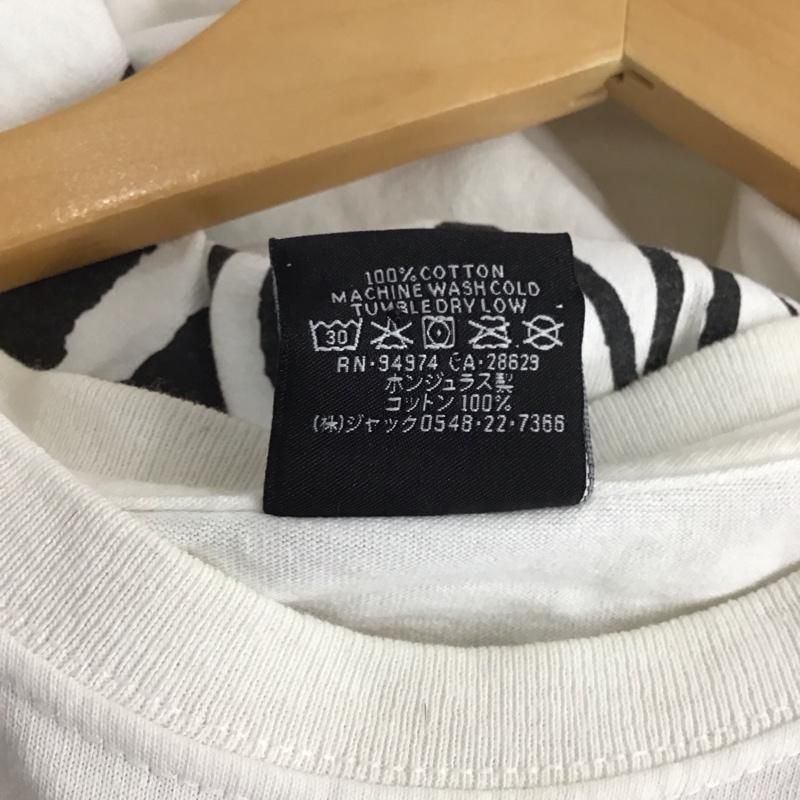 100% COTTON
MACHINE WASH COLD
TUMBLE DRY LOW
30
RN·94974 CA·28629
ホンジュラス製
コットン 100%
(株)ジャック0548·22·7366